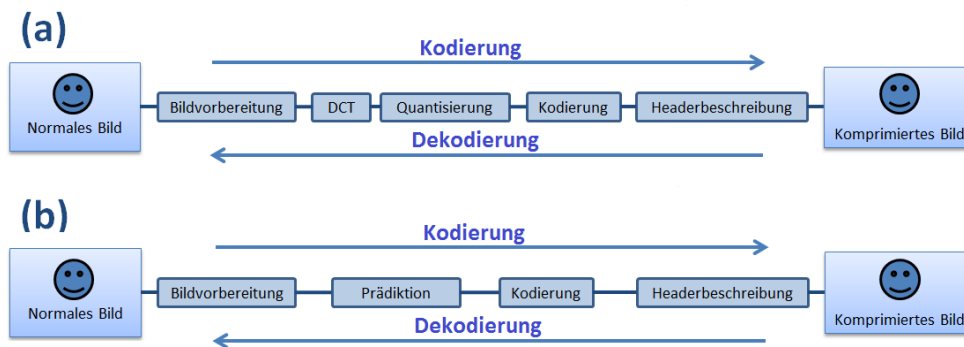 (a)
Kodierung
Normales Bild
Bildvorbereitung
DCT
Quantisierung
Kodierung
Headerbeschreibung
Komprimiertes Bild
Dekodierung
(b)
Kodierung
Normales Bild
Bildvorbereitung
Prädiktion
Kodierung
Headerbeschreibung
Komprimiertes Bild
Dekodierung